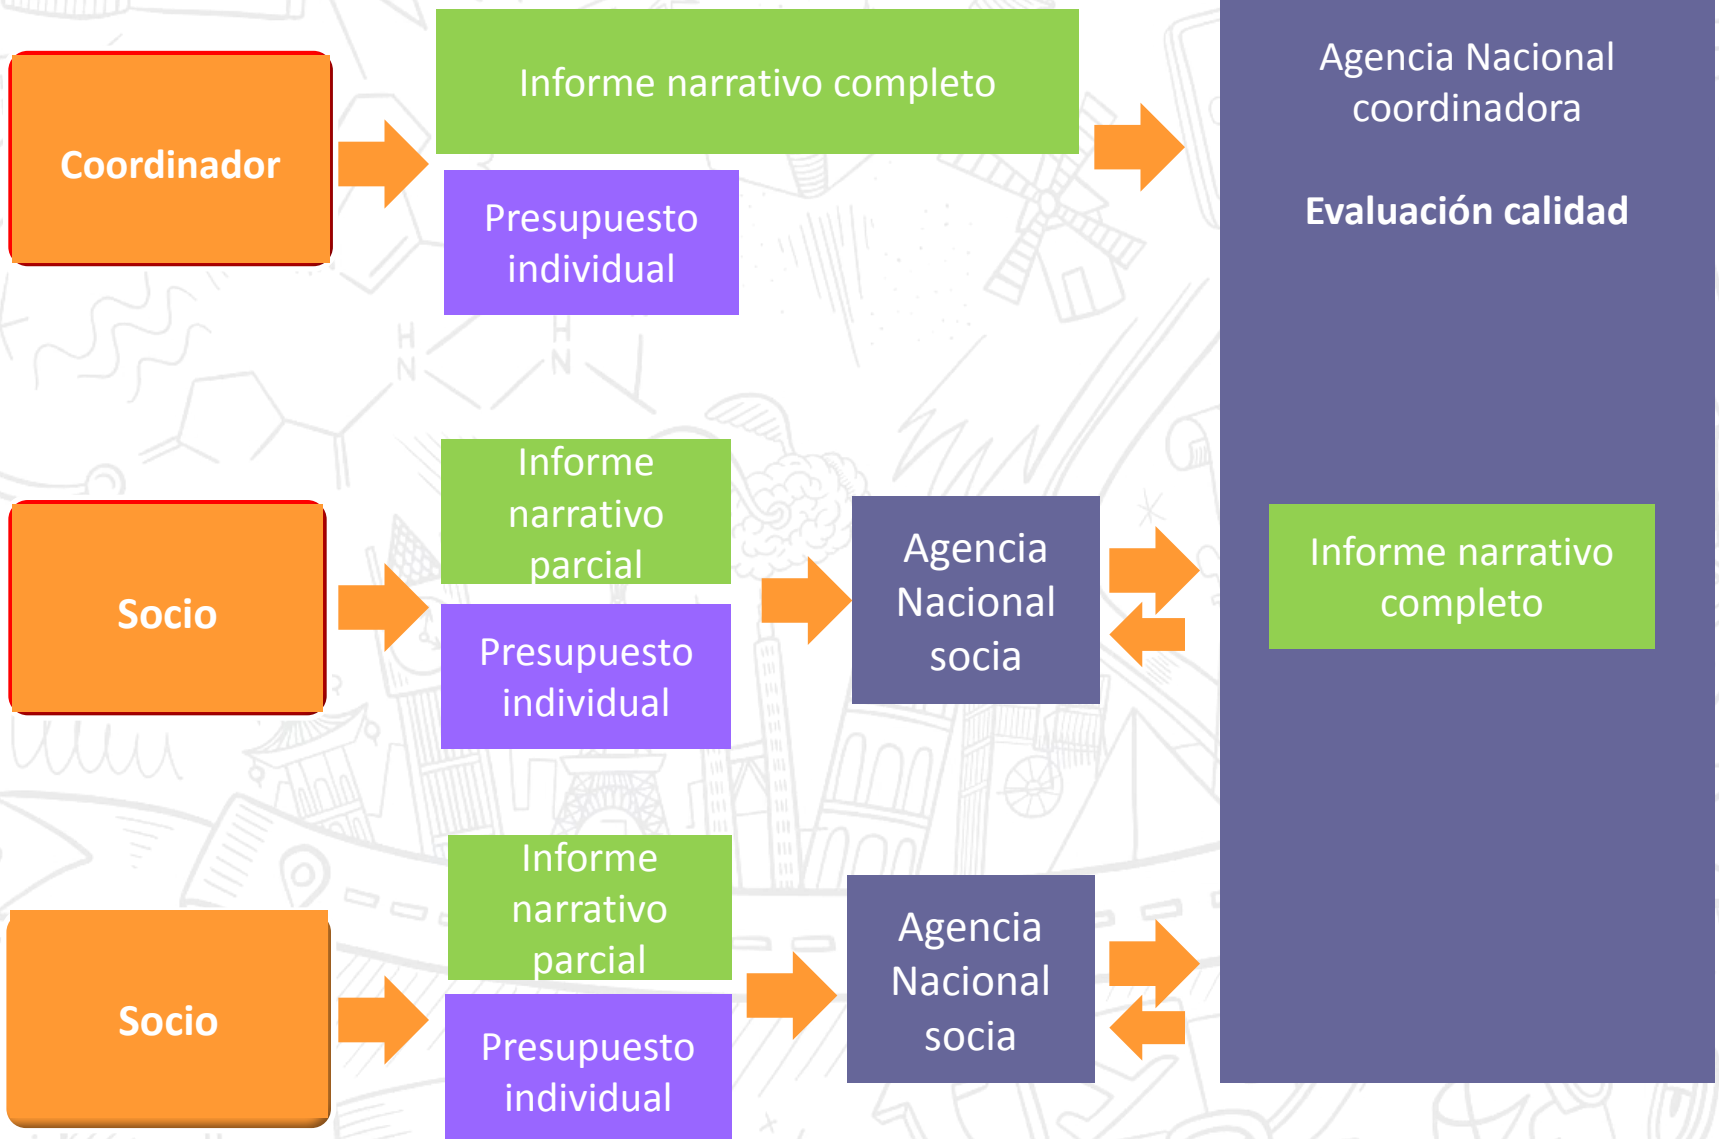 Coordinador
Informe narrativo completo
Presupuesto
individual
Agencia Nacional
coordinadora
Evaluación calidad
H
N
H
N
Socio
Informe
narrativo
parcial
Presupuesto
individual
Agencia
Nacional
socia
Informe narrativo
completo
Socio
Informe
narrativo
parcial
Presupuesto
individual
Agencia
Nacional
socia